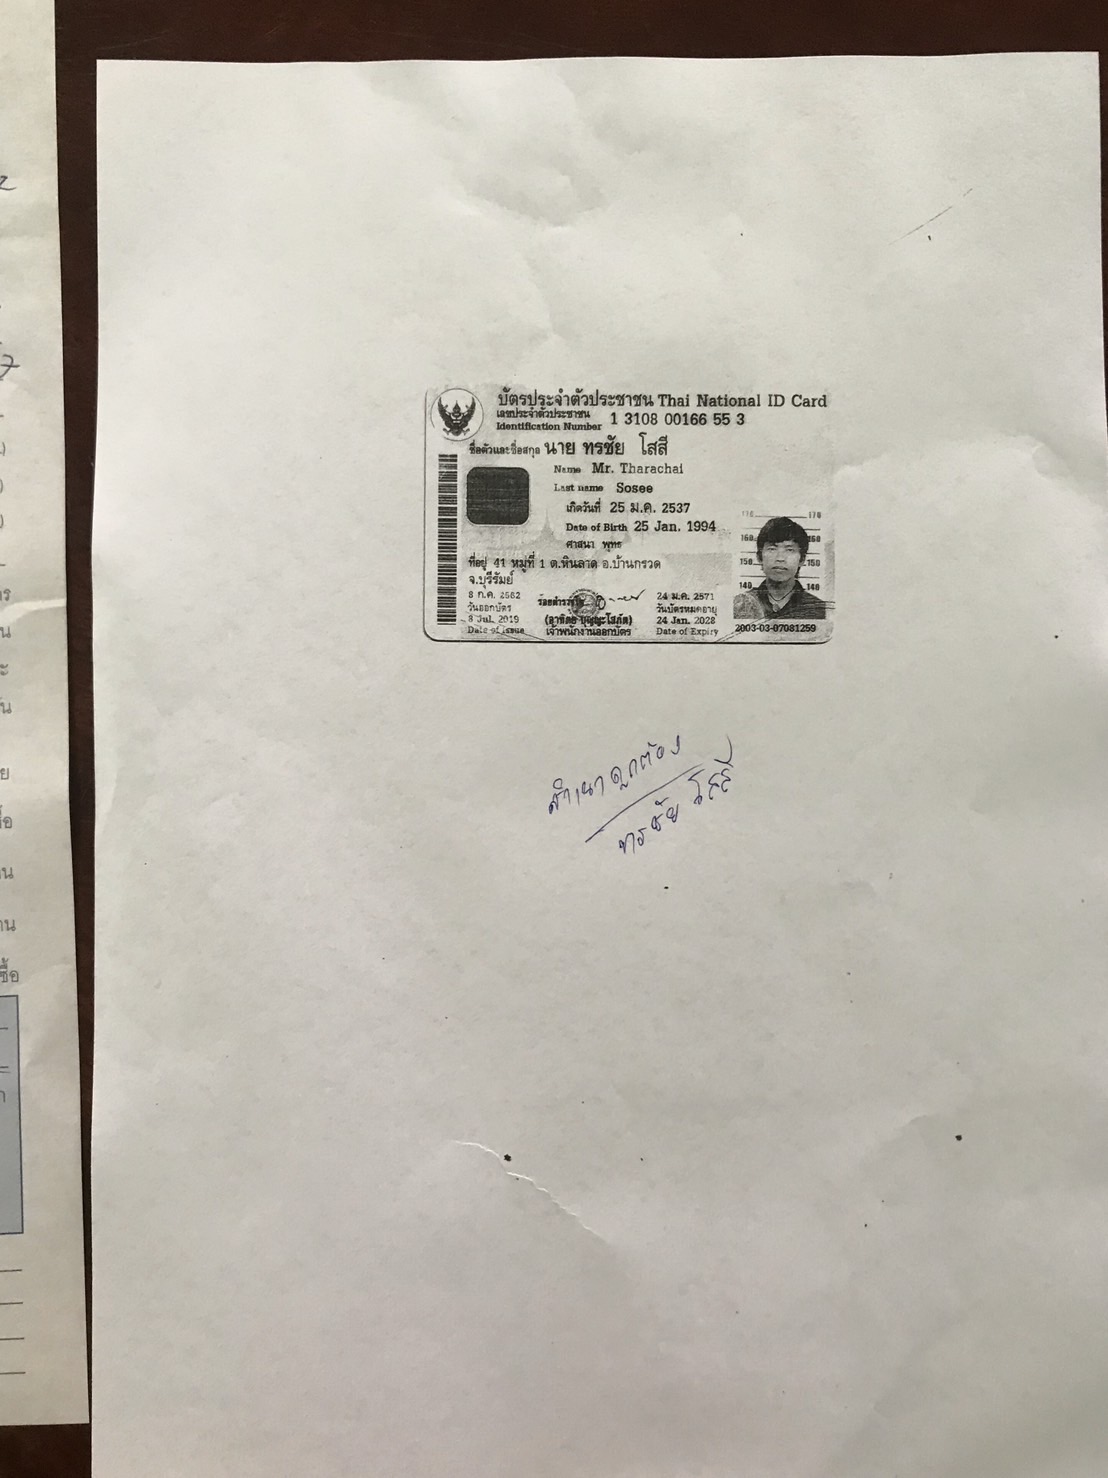 บัตรประจำตัวประชาชน Thai National ID Card
เลขประจำตัวประชาชน
Identification Number 1 3108 00166 55 3
ชื่อตัวและชื่อสกุล นาย ทรชัย โสสี
Name Mr. Tharachai
Last name Sosee
เกิดวันที่ 25 ม.ค. 2537
Date of Birth 25 Jan. 1994
ศาสนา พุทธ
ที่อยู่ 41 หมู่ที่ 1 ต.หินลาด อ.บ้านกรวด
จ.บุรีรัมย์
8 ก.ค. 2562
วันออกบัตร
8 Jul. 2019
Date of Issue
เจ้าพนักงานออกบัตร
24 ม.ค. 2571
วันบัตรหมดอายุ
24 Jan. 2028
Date of Expiry
170
160 160
150 150
140 140
2003-03-07081259
สำเนาถูกต้อง
ทรชัย โสสี